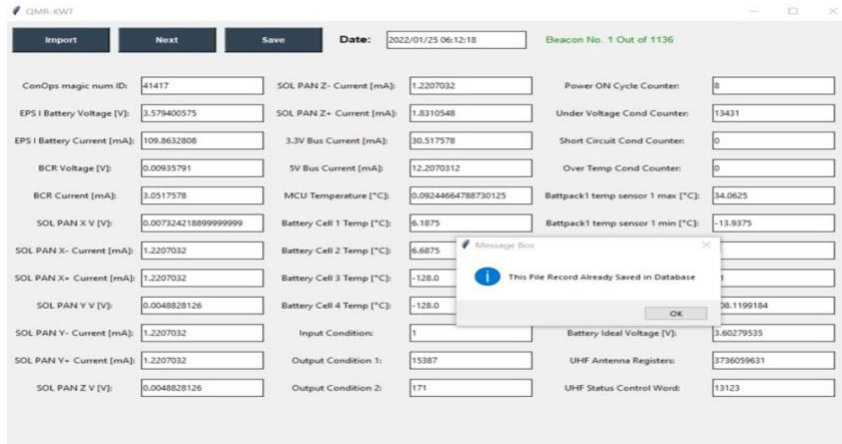 QMR-KWT
Import Next Save Date: 2022/01/25 06:12:18 Beacon No. 1 Out of 1136
ConOps magic num ID: 41417 SOL PAN Z- Current [mA]: 1.2207032 Power ON Cycle Counter: 8
EPS I Battery Voltage [V]: 3.579400575 SOL PAN Z+ Current [mA]: 1.8310548 Under Voltage Cond Counter: 13431
EPS I Battery Current [mA]: 109.8632808 3.3V Bus Current [mA]: 30.517578 Short Circuit Cond Counter: 0
BCR Voltage [V]: 0.00935791 5V Bus Current [mA]: 12.2070312 Over Temp Cond Counter: 0
BCR Current [mA]: 3.0517578 MCU Temperature [°C]: 0.09244664788730125 Battpack1 temp sensor 1 max [°C]: 34.0625
SOL PAN X V [V]: 0.007324218899999999 Battery Cell 1 Temp [°C]: 6.1875 Battpack1 temp sensor 1 min [°C]: -13.9375
SOL PAN X- Current [mA]: 1.2207032 Battery Cell 2 Temp [°C]: 6.6875
Message Box
SOL PAN X+ Current [mA]: 1.2207032 Battery Cell 3 Temp [°C]: -128.0
This File Record Already Saved in Database
SOL PAN Y V [V]: 0.0048828126 Battery Cell 4 Temp [°C]: -128.0 08.1199184
OK
SOL PAN Y- Current [mA]: 1.2207032 Input Condition: 1 Battery Ideal Voltage [V]: 3.60279535
SOL PAN Y+ Current [mA]: 1.2207032 Output Condition 1: 15387 UHF Antenna Registers: 3736059631
SOL PAN Z V [V]: 0.0048828126 Output Condition 2: 171 UHF Status Control Word: 13123